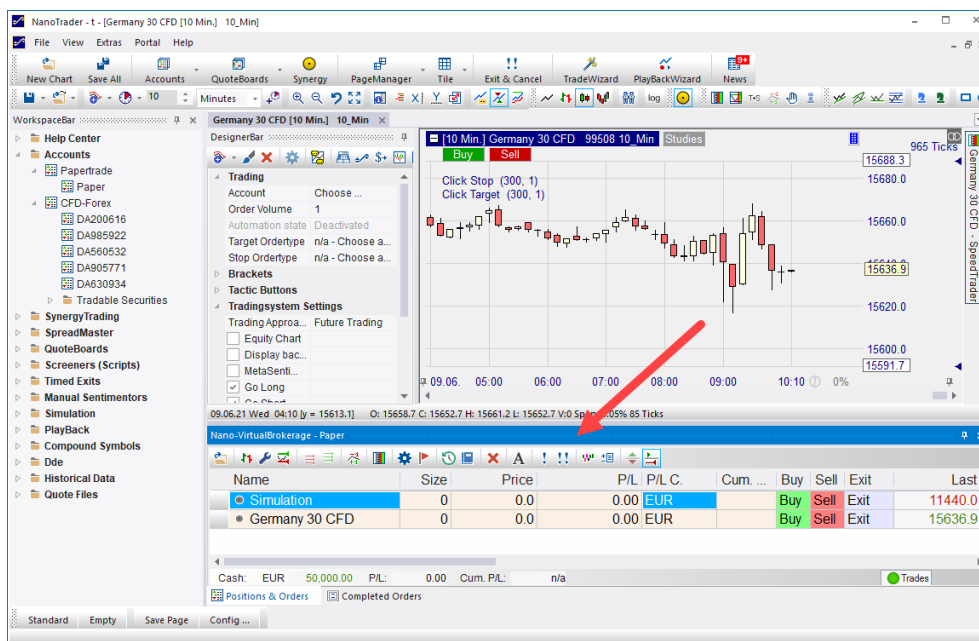 NanoTrader - t - [Germany 30 CFD [10 Min.] 10_Min]
File View Extras Portal Help
New Chart Save All Accounts QuoteBoards Synergy PageManager Tile Exit & Cancel TradeWizard PlayBackWizard News
9+
10 Minutes log T-S
WorkspaceBar
Help Center
Accounts
Papertrade
Paper
CFD-Forex
DA200616
DA985922
DA560532
DA905771
DA630934
Tradable Securities
SynergyTrading
SpreadMaster
QuoteBoards
Screeners (Scripts)
Timed Exits
Manual Sentimentors
Simulation
PlayBack
Compound Symbols
Dde
Historical Data
Quote Files
Germany 30 CFD [10 Min.] 10_Min
DesignerBar
Trading
Account Choose ...
Order Volume 1
Automation state Deactivated
Target Ordertype n/a - Choose a...
Stop Ordertype n/a - Choose a...
Brackets
Tactic Buttons
Tradingsystem Settings
Trading Approa... Future Trading
Equity Chart
Display bac...
MetaSenti...
Go Long
[10 Min.] Germany 30 CFD 99508 10_Min Studies
Buy Sell
965 Ticks
Click Stop (300, 1)
Click Target (300, 1)
15688.3
15680.0
15660.0
15636.9
15620.0
15600.0
15591.7
09.06. 05:00 06:00 07:00 08:00 09:00 10:10 0%
Germany 30 CFD - SpeedTrader
09.06.21 Wed 04:10 [y = 15613.1] O: 15658.7 C: 15652.7 H: 15661.2 L: 15652.7 V:0 85 Ticks
Nano-VirtualBrokerage - Paper
Name Size Price P/L P/L C. Cum. ... Buy Sell Exit Last
Simulation 0 0.0 0.00 EUR Buy Sell Exit 11440.0
Germany 30 CFD 0 0.0 0.00 EUR Buy Sell Exit 15636.9
Cash: EUR 50,000.00 P/L: 0.00 Cum. P/L: n/a Trades
Positions & Orders Completed Orders
Standard Empty Save Page Config ...